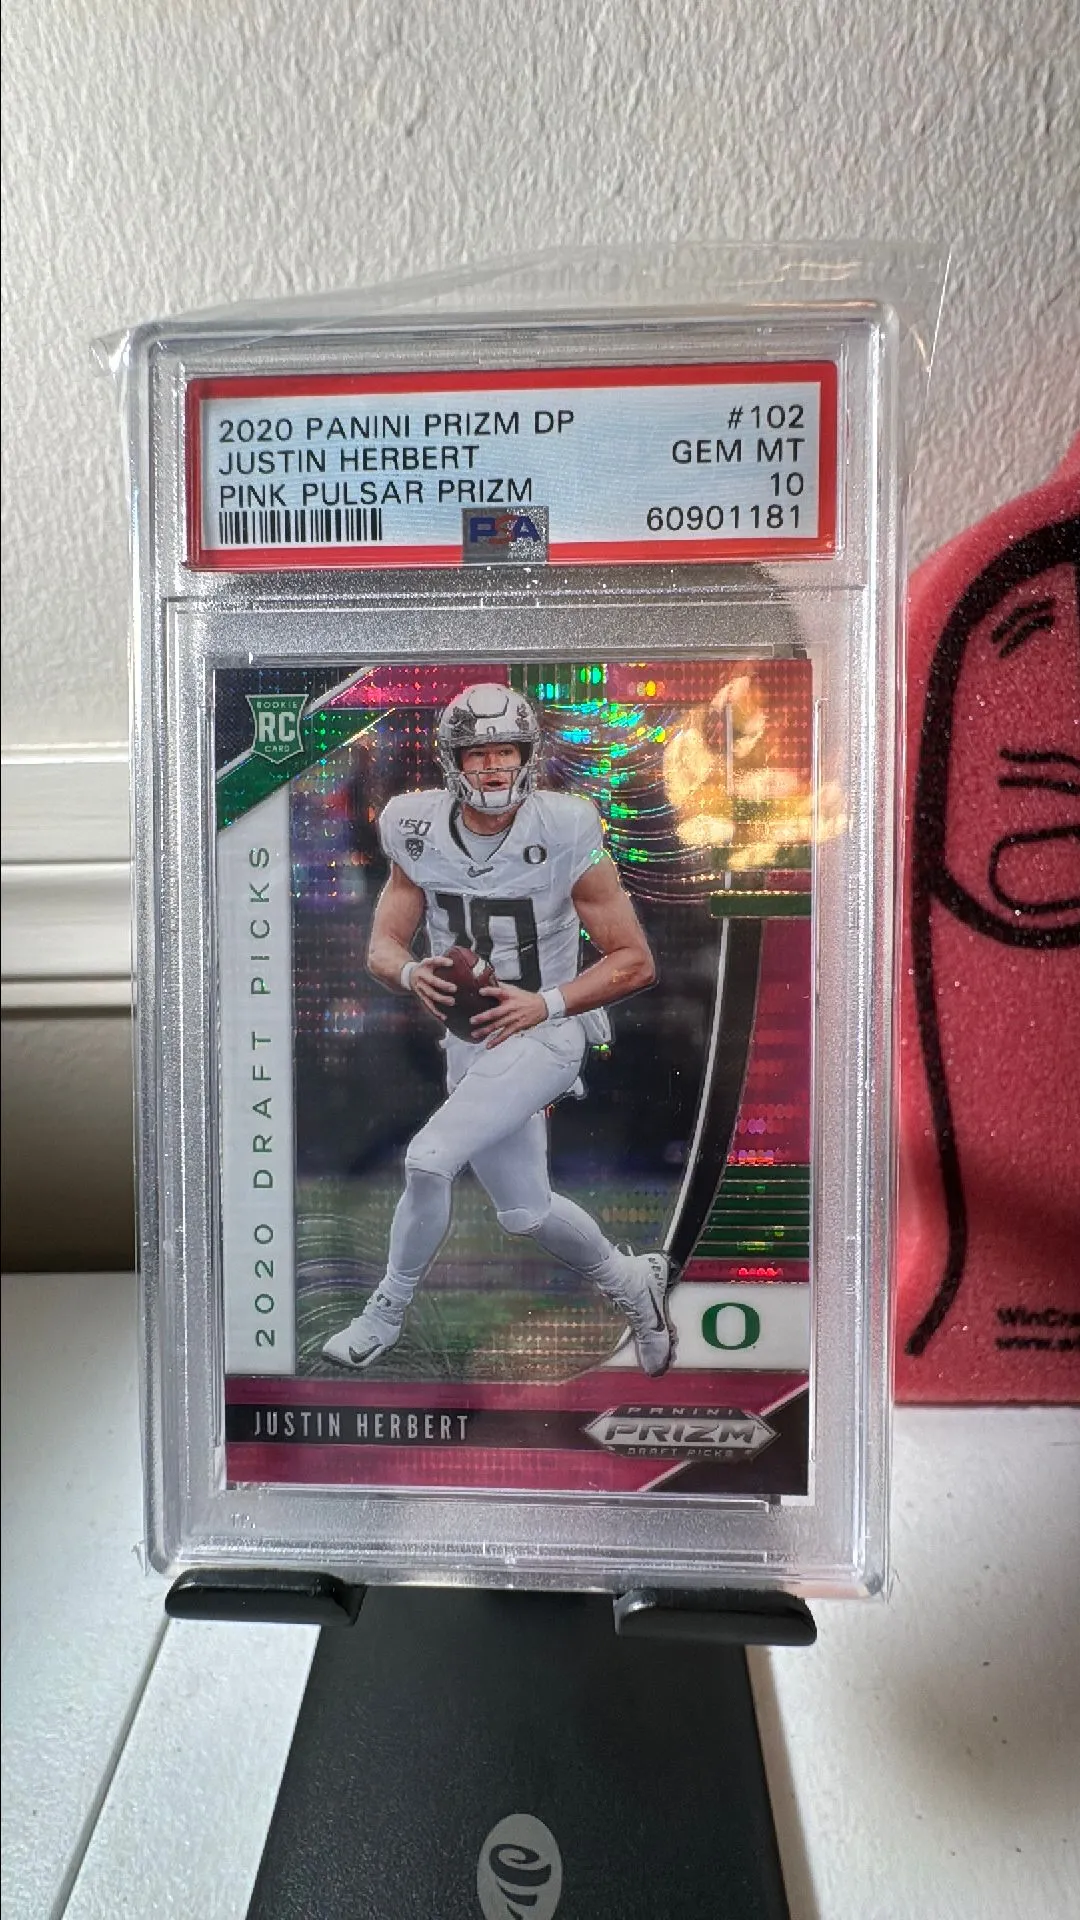 2020 PANINI PRIZM DP #102
JUSTIN HERBERT GEM MT
PINK PULSAR PRIZM 10
PSA 60901181
ROOKIE
RC
CARD
150
O
10
2020 DRAFT PICKS
O
JUSTIN HERBERT
PANINI
PRIZM
DRAFT PICKS